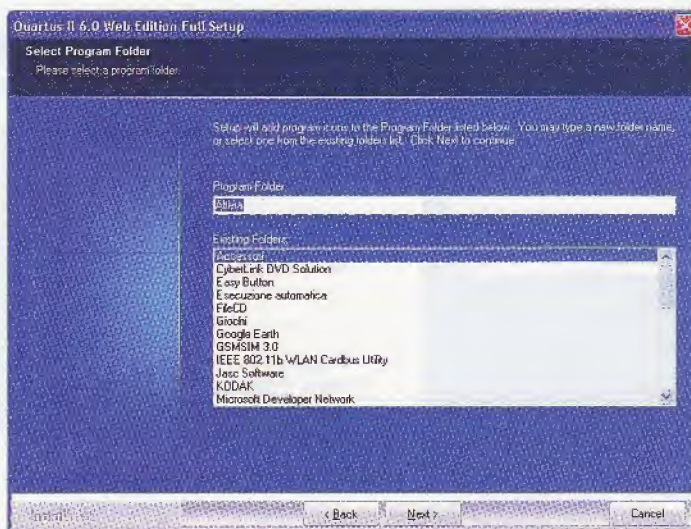 Quartus II 6.0 Web Edition Full Setup
Select Program Folder
Please select a program folder.
Setup will add program icons to the Program Folder listed below. You may type a new folder name,
or select one from the existing folders list. Click Next to continue.
Program Folder
Altera
Existing Folders:
Accessori
CyberLink DVD Solution
Easy Button
Esecuzione automatica
FileCD
Giochi
Google Earth
GSMSIM 3.0
IEEE 802.11b WLAN Cardbus Utility
Jasc Software
KODAK
Microsoft Developer Network
< Back
Next >
Cancel